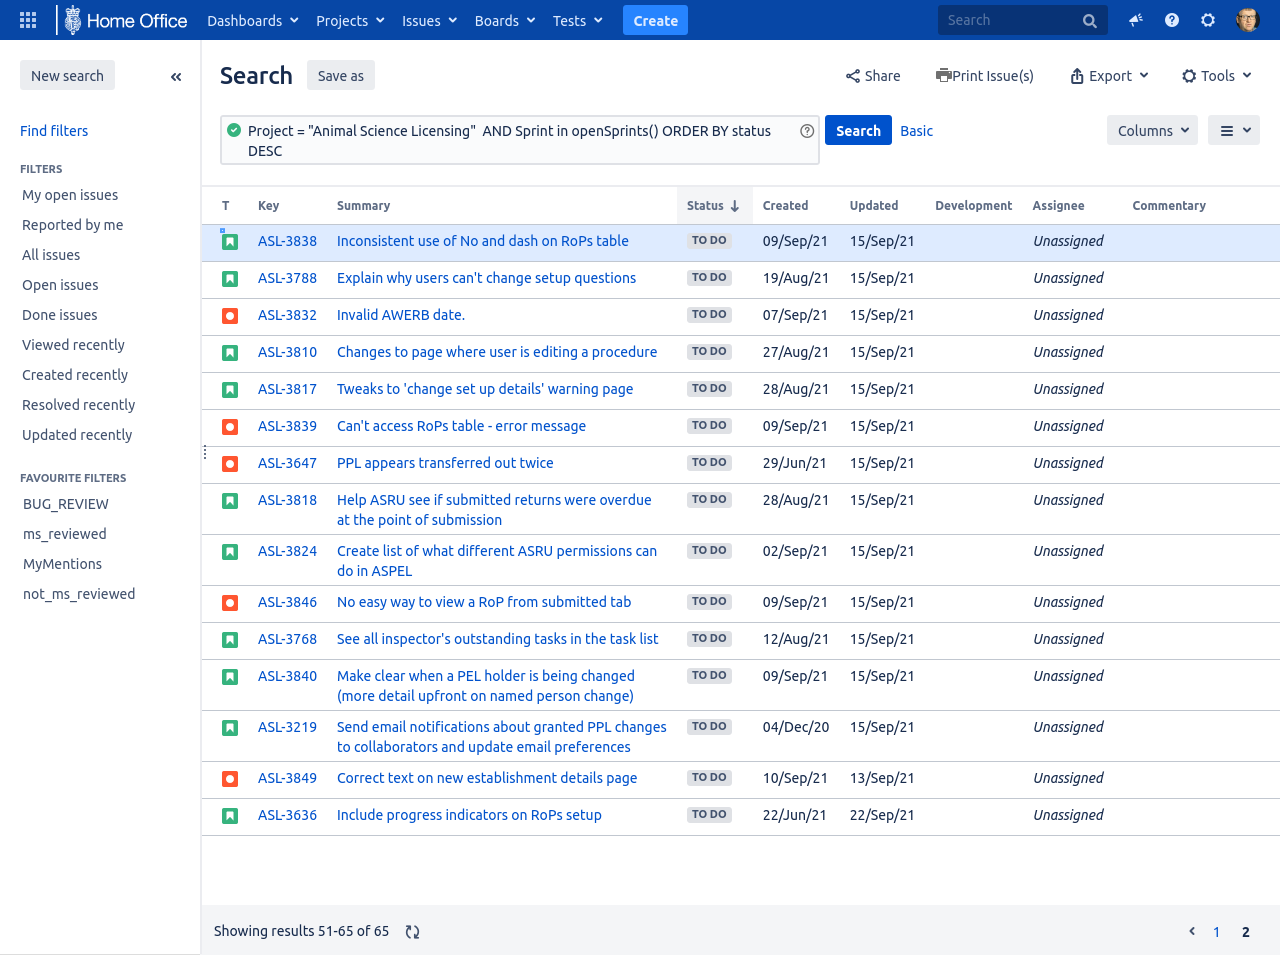 Home Office Dashboards Projects Issues Boards Tests Create Search
New search
Find filters
FILTERS
My open issues
Reported by me
All issues
Open issues
Done issues
Viewed recently
Created recently
Resolved recently
Updated recently
FAVOURITE FILTERS
BUG_REVIEW
ms_reviewed
MyMentions
not_ms_reviewed
Search Save as Share Print Issue(s) Export Tools
Project = "Animal Science Licensing" AND Sprint in openSprints() ORDER BY status
DESC
Search Basic Columns
T Key Summary Status Created Updated Development Assignee Commentary
ASL-3838 Inconsistent use of No and dash on RoPs table TO DO 09/Sep/21 15/Sep/21 Unassigned
ASL-3788 Explain why users can't change setup questions TO DO 19/Aug/21 15/Sep/21 Unassigned
ASL-3832 Invalid AWERB date. TO DO 07/Sep/21 15/Sep/21 Unassigned
ASL-3810 Changes to page where user is editing a procedure TO DO 27/Aug/21 15/Sep/21 Unassigned
ASL-3817 Tweaks to 'change set up details' warning page TO DO 28/Aug/21 15/Sep/21 Unassigned
ASL-3839 Can't access RoPs table - error message TO DO 09/Sep/21 15/Sep/21 Unassigned
ASL-3647 PPL appears transferred out twice TO DO 29/Jun/21 15/Sep/21 Unassigned
ASL-3818 Help ASRU see if submitted returns were overdue TO DO 28/Aug/21 15/Sep/21 Unassigned
at the point of submission
ASL-3824 Create list of what different ASRU permissions can TO DO 02/Sep/21 15/Sep/21 Unassigned
do in ASPEL
ASL-3846 No easy way to view a RoP from submitted tab TO DO 09/Sep/21 15/Sep/21 Unassigned
ASL-3768 See all inspector's outstanding tasks in the task list TO DO 12/Aug/21 15/Sep/21 Unassigned
ASL-3840 Make clear when a PEL holder is being changed TO DO 09/Sep/21 15/Sep/21 Unassigned
(more detail upfront on named person change)
ASL-3219 Send email notifications about granted PPL changes TO DO 04/Dec/20 15/Sep/21 Unassigned
to collaborators and update email preferences
ASL-3849 Correct text on new establishment details page TO DO 10/Sep/21 13/Sep/21 Unassigned
ASL-3636 Include progress indicators on RoPs setup TO DO 22/Jun/21 22/Sep/21 Unassigned
Showing results 51-65 of 65 1 2